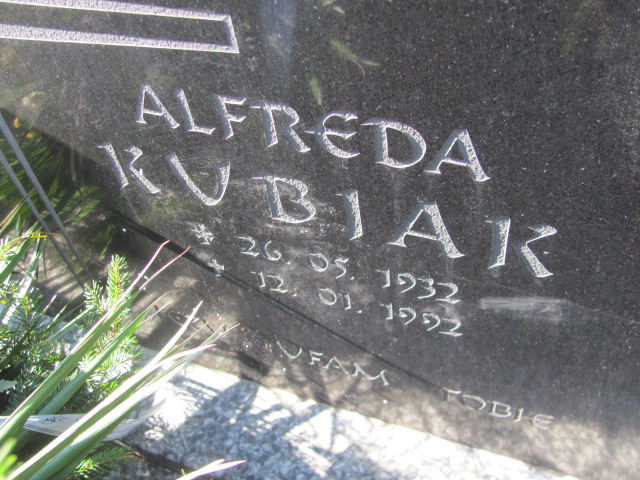 ALFREDA
KUBIAK
* 26. 05. 1932
+ 12. 01. 1992
UFAM TOBIE